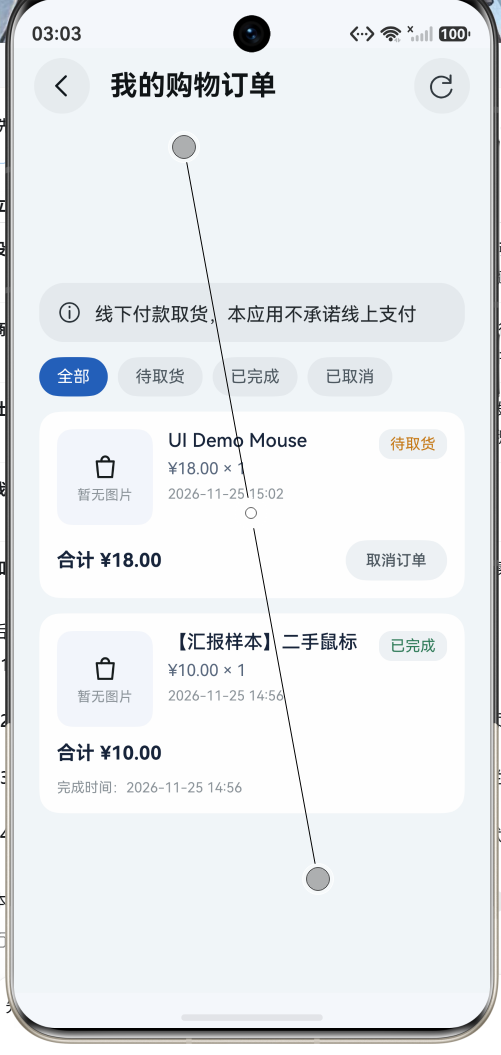 03:03
100
我的购物订单
线下付款取货，本应用不承诺线上支付
全部 待取货 已完成 已取消
UI Demo Mouse
待取货
¥18.00 × 1
暂无图片
2026-11-25 15:02
合计 ¥18.00
取消订单
【汇报样本】二手鼠标
已完成
¥10.00 × 1
暂无图片
2026-11-25 14:56
合计 ¥10.00
完成时间：2026-11-25 14:56